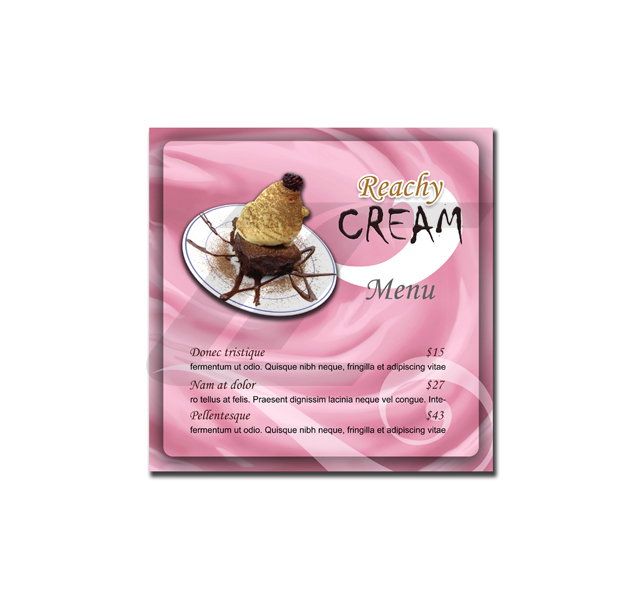 Reachy
CREAM
Menu
Donec tristique $15
fermentum ut odio. Quisque nibh neque, fringilla et adipiscing vitae
Nam at dolor $27
ro tellus at felis. Praesent dignissim lacinia neque vel congue. Inte-
Pellentesque $43
fermentum ut odio. Quisque nibh neque, fringilla et adipiscing vitae